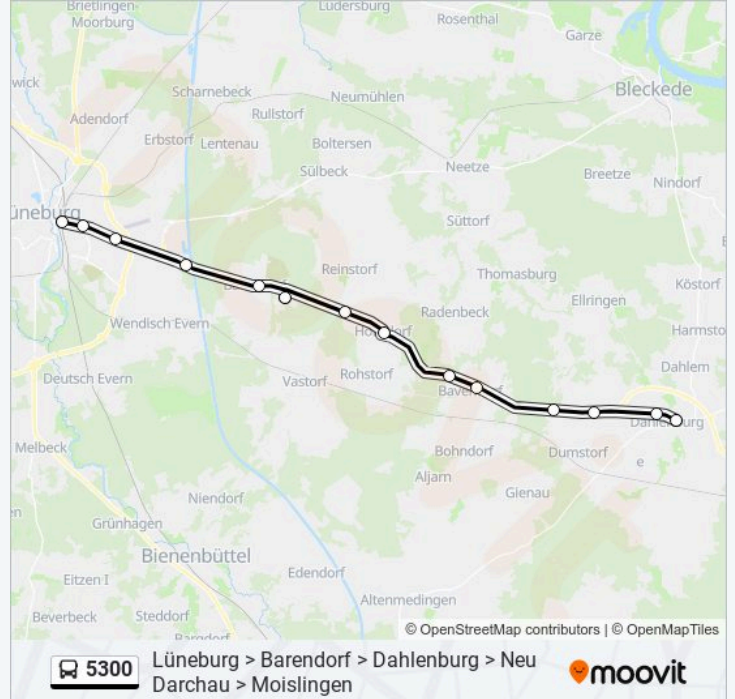 Brietlingen-
Moorburg
Lüdersburg
Rosenthal
Garze
wick
Scharnebeck
Neumühlen
Bleckede
Adendorf
Rullstorf
Erbstorf
Lentenau
Boltersen
Sülbeck
Neetze
Breetze
Nindorf
üneburg
Süttorf
Reinstorf
Thomasburg
Ellringen
Köstorf
Wendisch Evern
Radenbeck
Harmsto
Deutsch Evern
Vastorf
Rohstorf
Dahlem
Melbeck
Bohndorf
Dumstorf
e
Aljarn
Gienau
en
Niendorf
Grünhagen
Bienenbüttel
Eitzen I
Edendorf
Altenmedingen
Beverbeck
Steddorf
Bargdorf
© OpenStreetMap contributors | © OpenMapTiles
5300
Lüneburg > Barendorf > Dahlenburg > Neu
Darchau > Moislingen
moovit